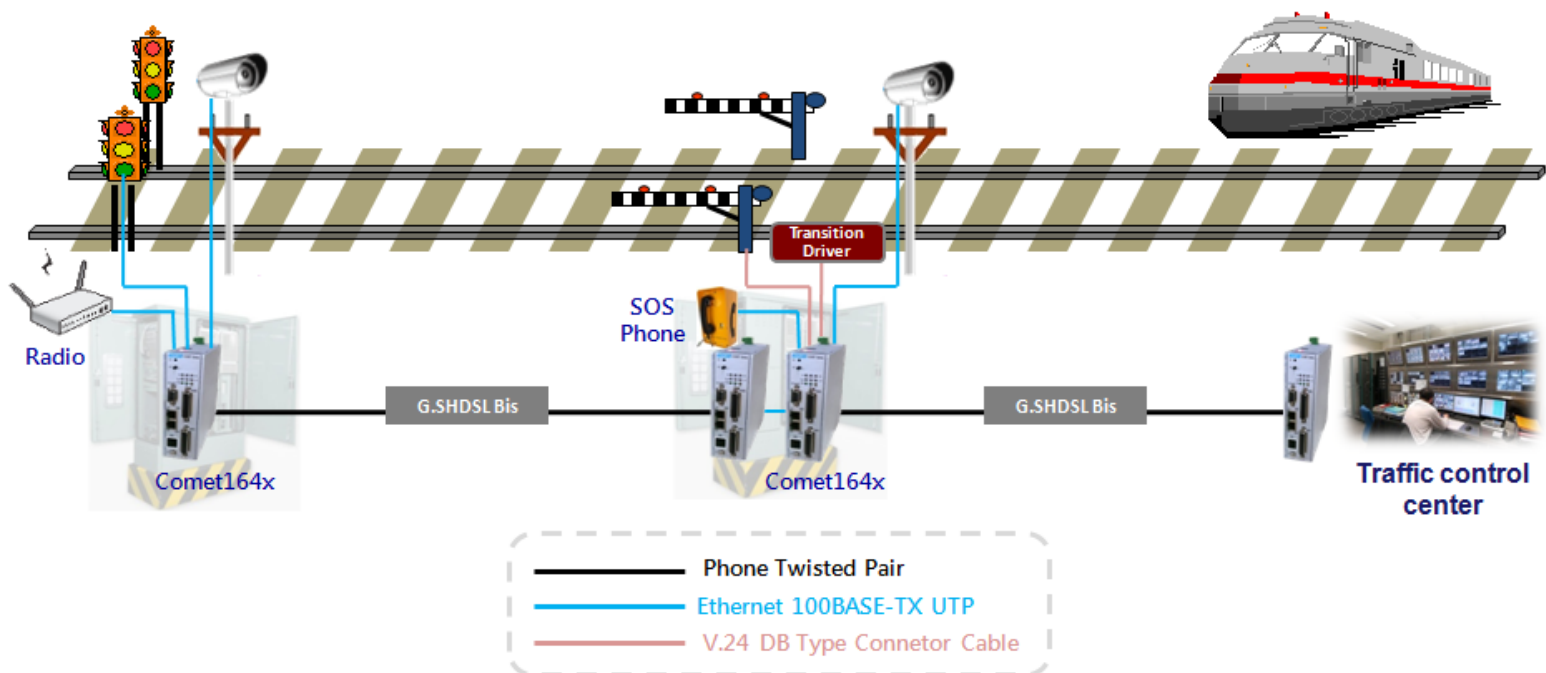 Transition
Driver
SOS
Phone
Radio
G.SHDSL Bis
G.SHDSL Bis
Comet164x
Comet164x
Traffic control
center
Phone Twisted Pair
Ethernet 100BASE-TX UTP
V.24 DB Type Connetor Cable